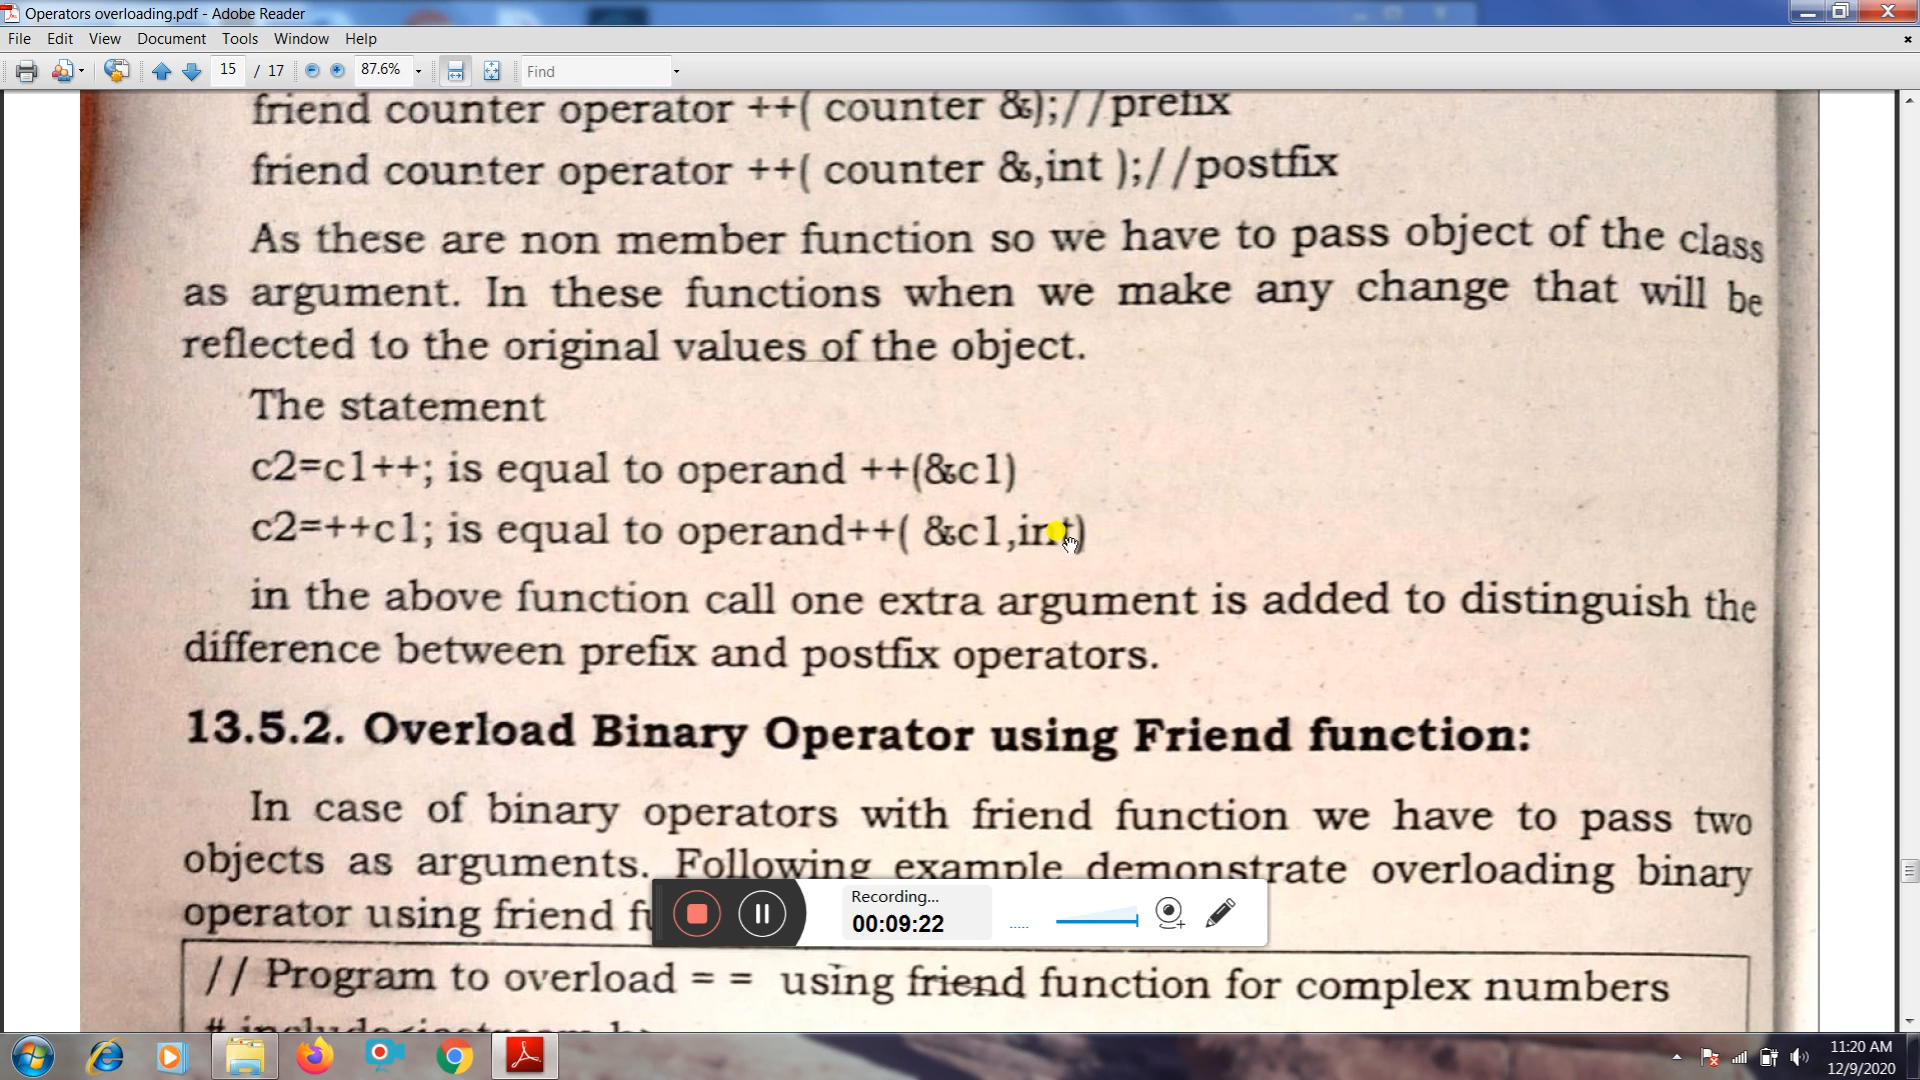 Operators overloading.pdf - Adobe Reader
File Edit View Document Tools Window Help
15 / 17 87.6% Find
friend counter operator ++( counter &);//prefix
friend counter operator ++( counter &,int );//postfix
As these are non member function so we have to pass object of the class
as argument. In these functions when we make any change that will be
reflected to the original values of the object.
The statement
c2=c1++; is equal to operand ++(&c1)
c2=++c1; is equal to operand++( &c1,int)
in the above function call one extra argument is added to distinguish the
difference between prefix and postfix operators.
13.5.2. Overload Binary Operator using Friend function:
In case of binary operators with friend function we have to pass two
objects as arguments. Following example demonstrate overloading binary
operator using friend
Recording...
00:09:22
// Program to overload = = using friend function for complex numbers
11:20 AM
12/9/2020